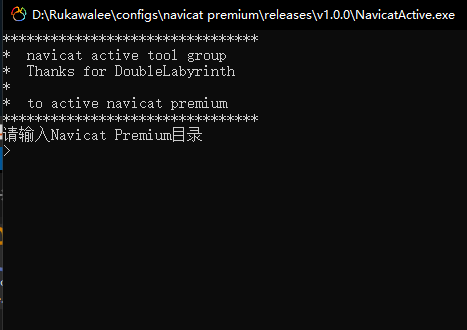 D:\Rukawalee\configs\navicat premium\releases\v1.0.0\NavicatActive.exe
********************************
*  navicat active tool group
*  Thanks for DoubleLabyrinth
*
*  to active navicat premium
********************************
请输入Navicat Premium目录
>